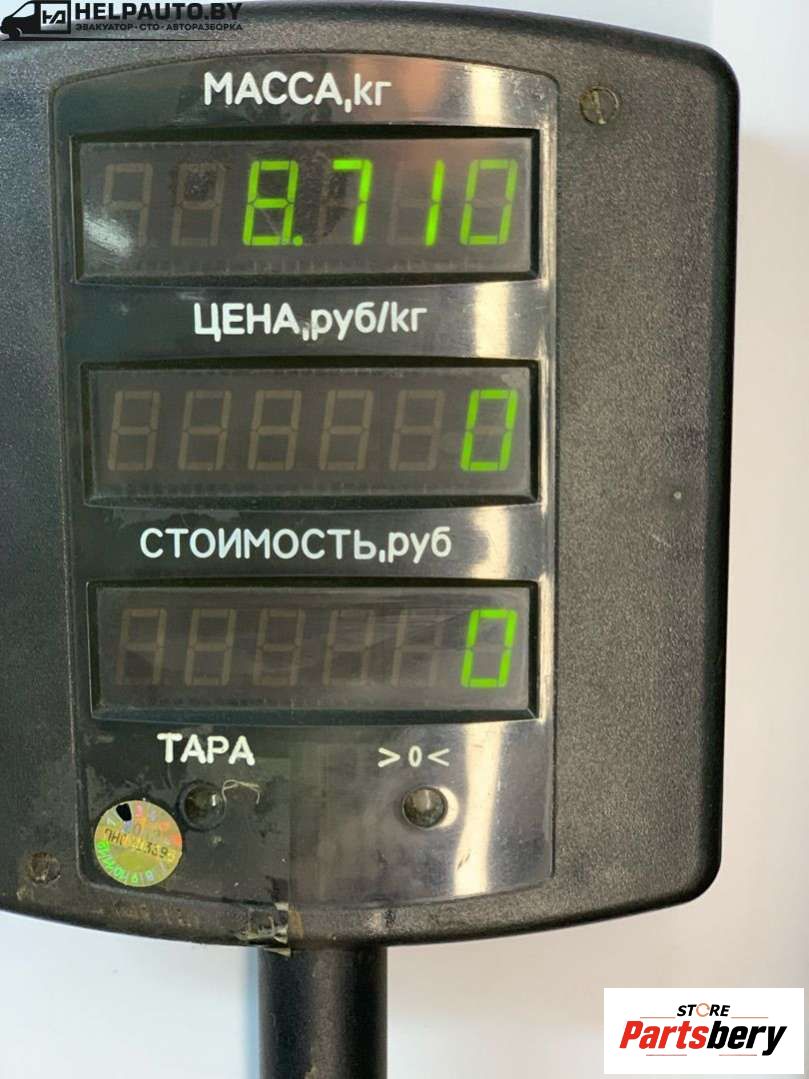 HELPAUTO.BY
ЭВАКУАТОР·СТО·АВТОРАЗБОРКА
МАССА,кг
8.710
ЦЕНА,руб/кг
0
СТОИМОСТЬ,руб
0
ТАРА >0<
STORE
Partsbery